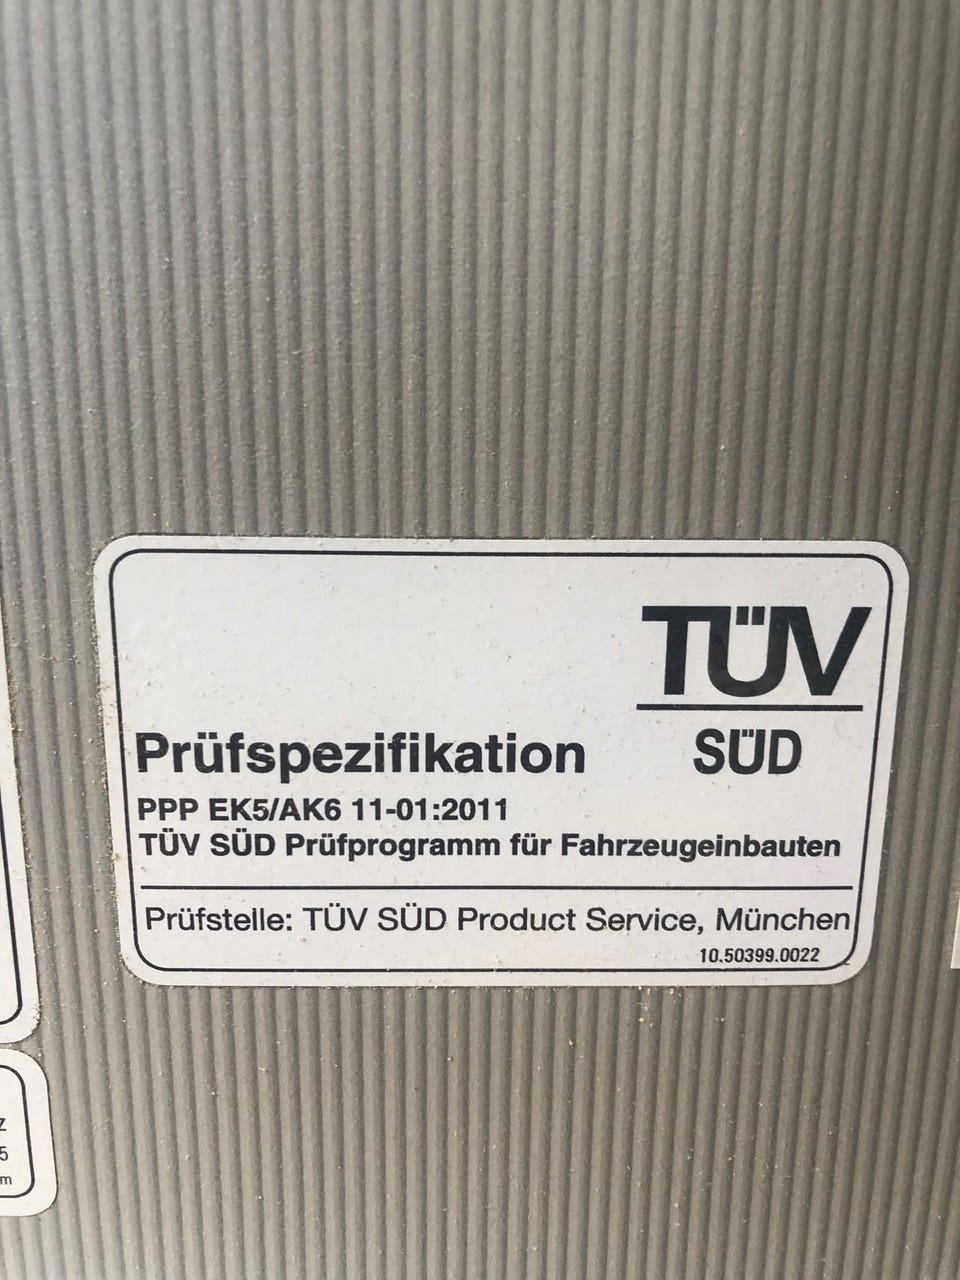 TÜV
SÜD
Prüfspezifikation
PPP EK5/AK6 11-01:2011
TÜV SÜD Prüfprogramm für Fahrzeugeinbauten
Prüfstelle: TÜV SÜD Product Service, München
10.50399.0022
z
5
m